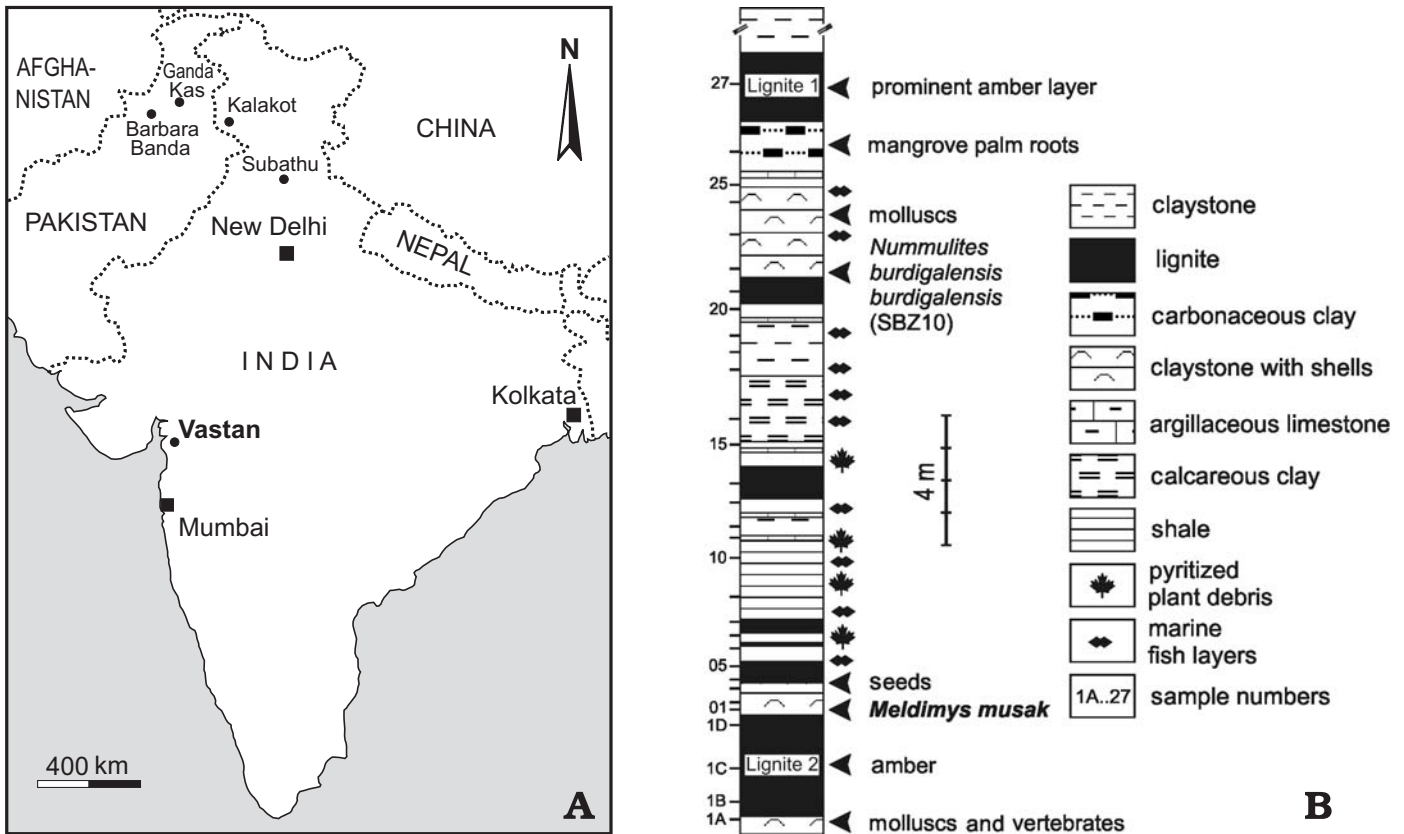 AFGHA-
NISTAN
Ganda
Kas
Barbara
Banda
Kalakot
CHINA
N
Subathu
PAKISTAN
New Delhi
NEPAL
INDIA
Kolkata
Vastan
Mumbai
400 km
A
27
25
20
15
10
05
01
1D
1C
1B
1A
Lignite 1
Lignite 2
prominent amber layer
mangrove palm roots
molluscs
Nummulites
burdigalensis
burdigalensis
(SBZ10)
4 m
seeds
Meldimys musak
amber
molluscs and vertebrates
claystone
lignite
carbonaceous clay
claystone with shells
argillaceous limestone
calcareous clay
shale
pyritized
plant debris
marine
fish layers
1A..27
sample numbers
B